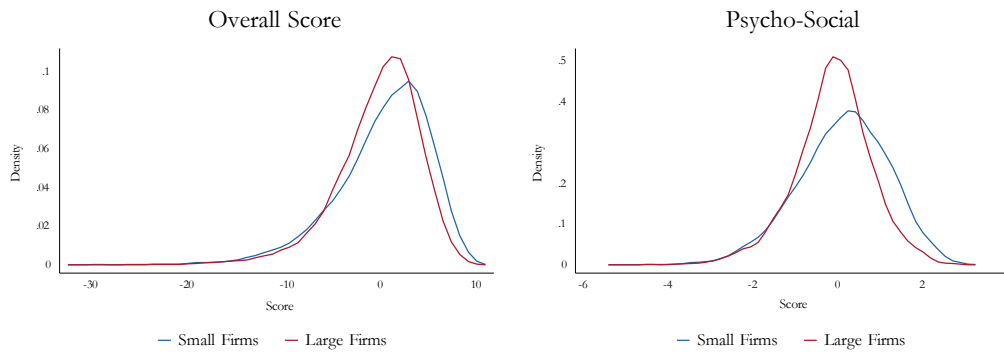 Overall Score
.1
.08
.06
.04
.02
0
Density
-30
-20
-10
0
10
Score
Small Firms
Large Firms
Psycho-Social
.5
.4
.2
.1
0
Density
-6
-4
-2
0
2
Score
Small Firms
Large Firms